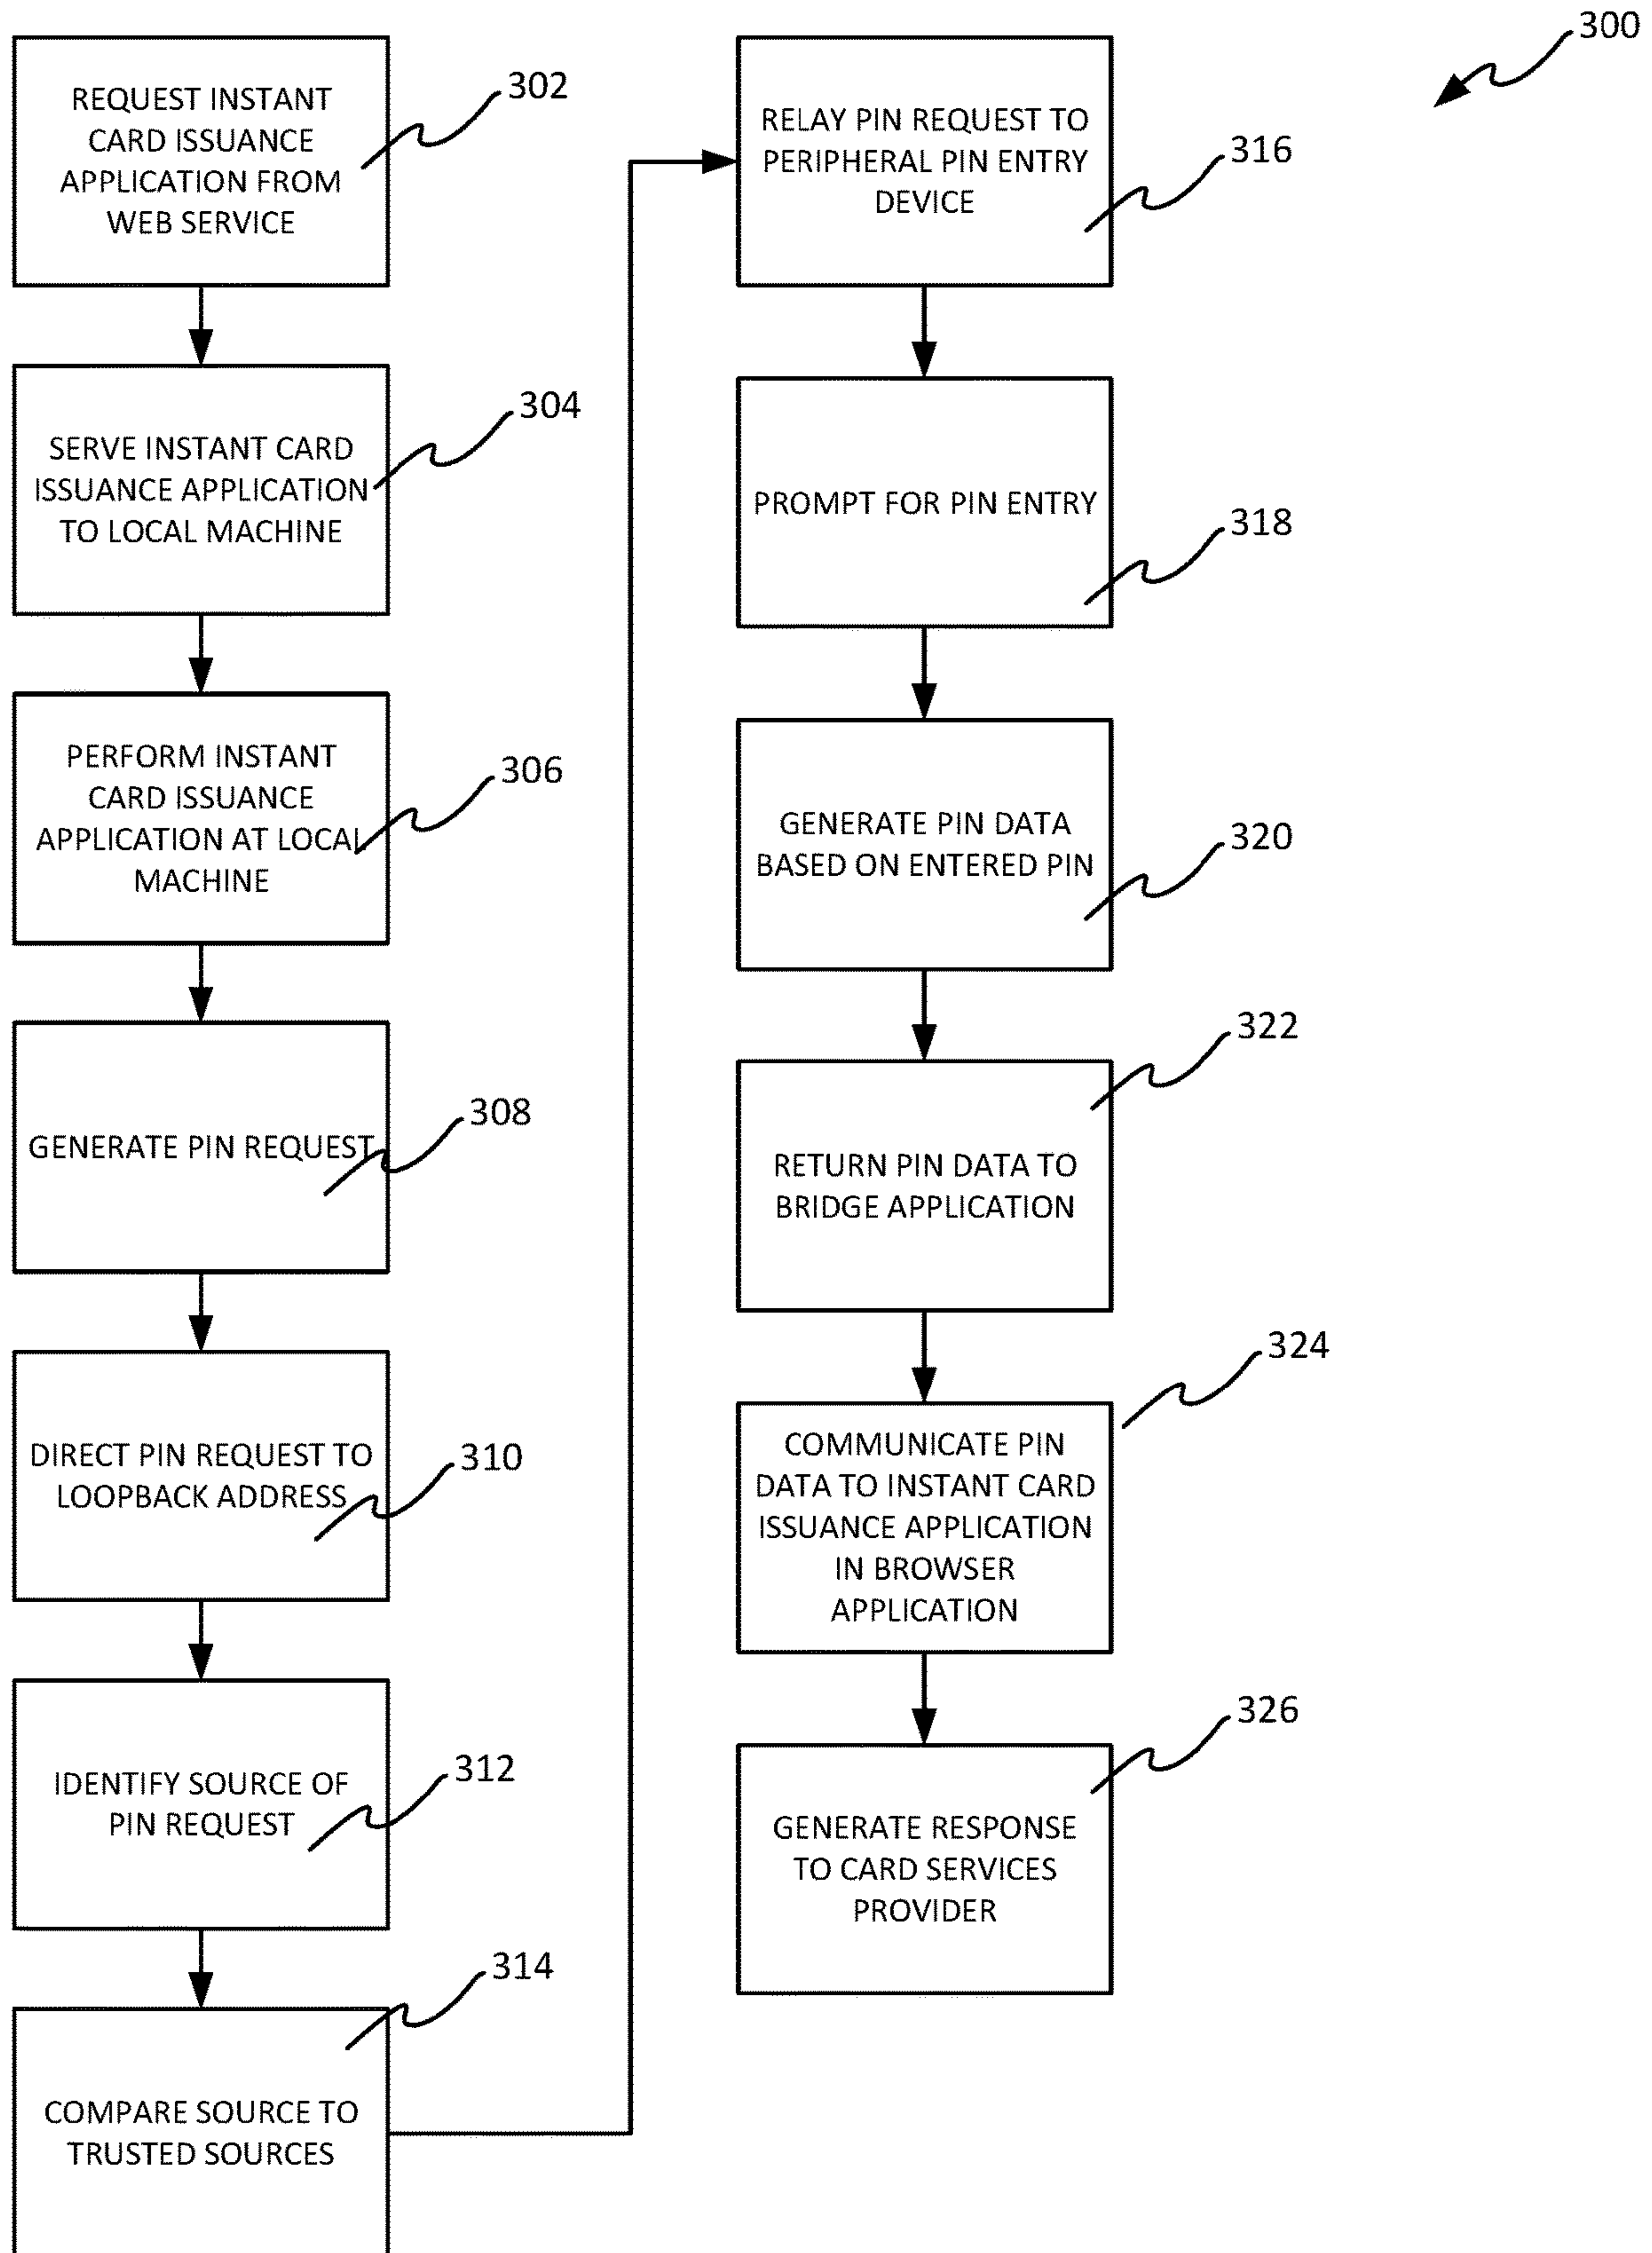 300
REQUEST INSTANT
CARD ISSUANCE
APPLICATION FROM
WEB SERVICE
302
SERVE INSTANT CARD
ISSUANCE APPLICATION
TO LOCAL MACHINE
304
PERFORM INSTANT
CARD ISSUANCE
APPLICATION AT LOCAL
MACHINE
306
GENERATE PIN REQUEST
308
DIRECT PIN REQUEST TO
LOOPBACK ADDRESS
310
IDENTIFY SOURCE OF
PIN REQUEST
312
COMPARE SOURCE TO
TRUSTED SOURCES
314
RELAY PIN REQUEST TO
PERIPHERAL PIN ENTRY
DEVICE
316
PROMPT FOR PIN ENTRY
318
GENERATE PIN DATA
BASED ON ENTERED PIN
320
RETURN PIN DATA TO
BRIDGE APPLICATION
322
COMMUNICATE PIN
DATA TO INSTANT CARD
ISSUANCE APPLICATION
IN BROWSER
APPLICATION
324
GENERATE RESPONSE
TO CARD SERVICES
PROVIDER
326